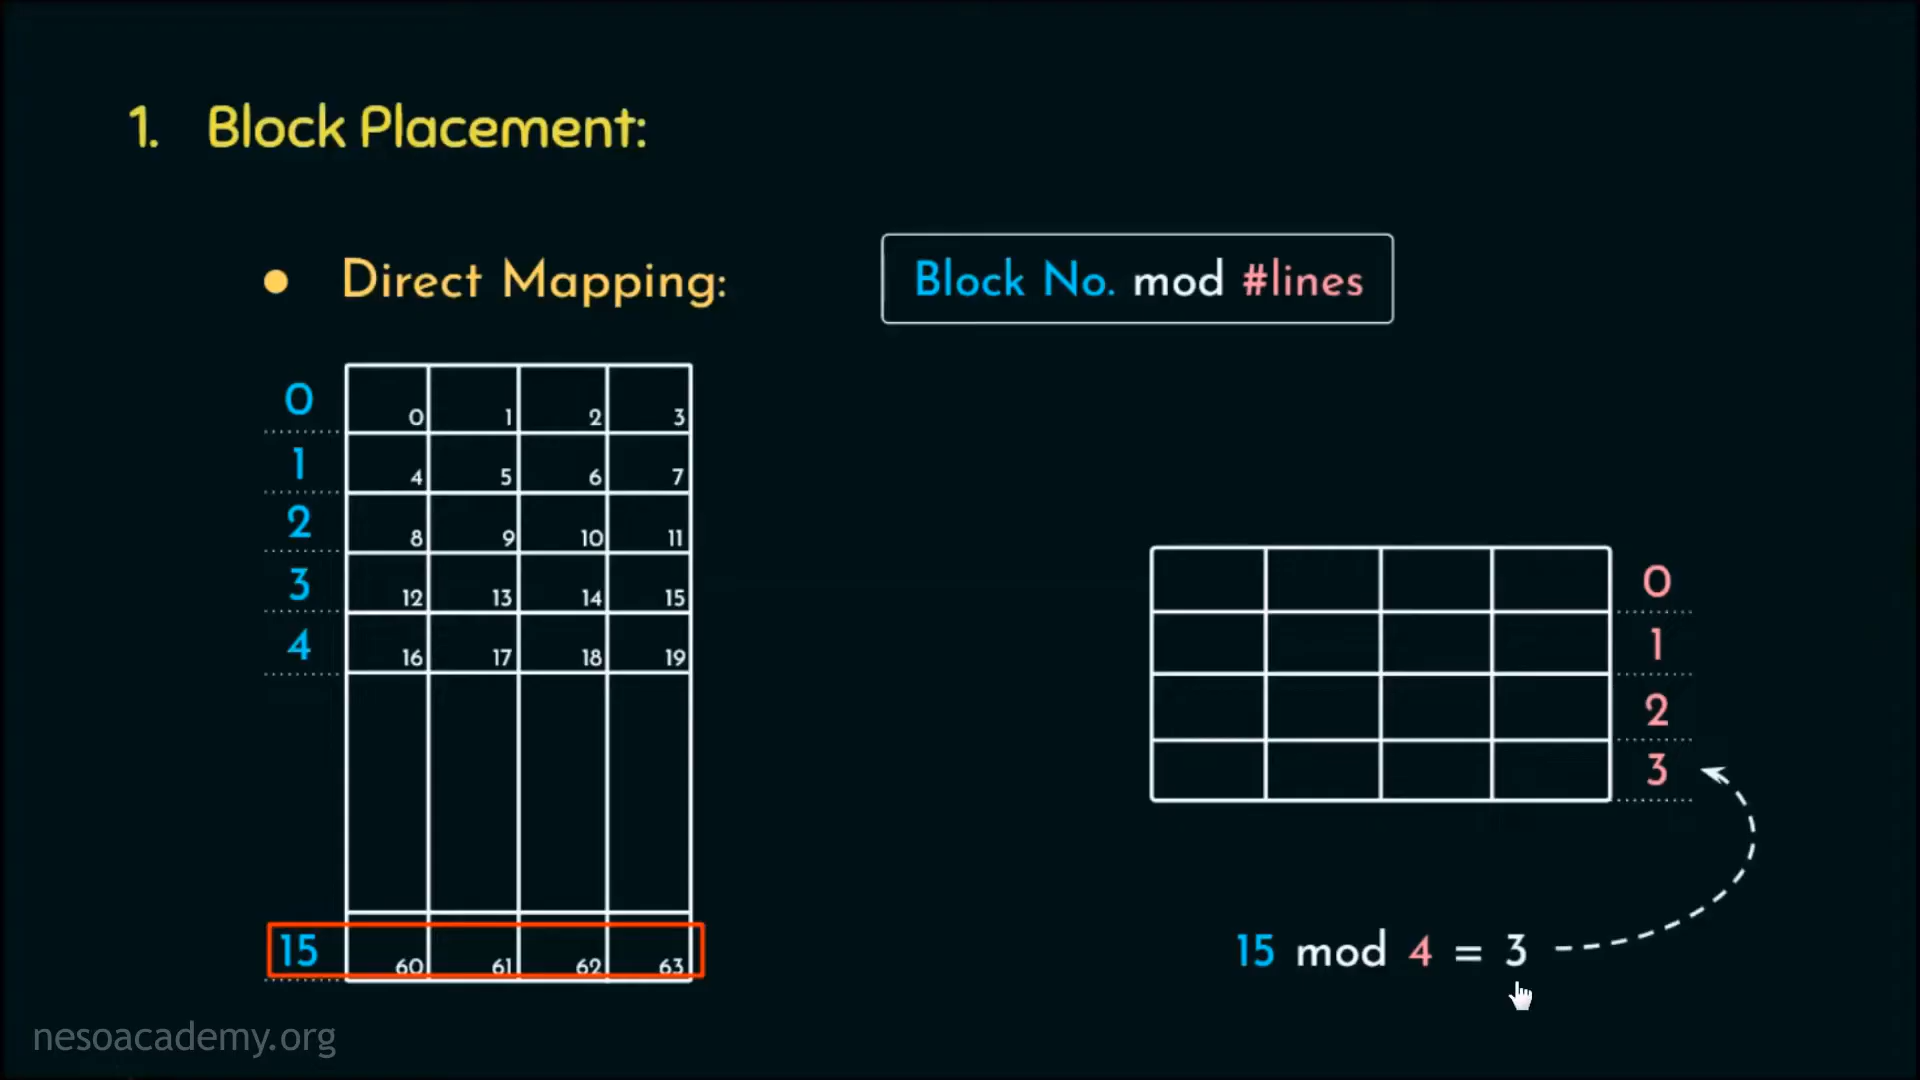 1. Block Placement:
• Direct Mapping:
Block No. mod #lines
0 0 1 2 3
1 4 5 6 7
2 8 9 10 11
3 12 13 14 15
4 16 17 18 19
15 60 61 62 63
0
1
2
3
15 mod 4 = 3
nesoacademy.org